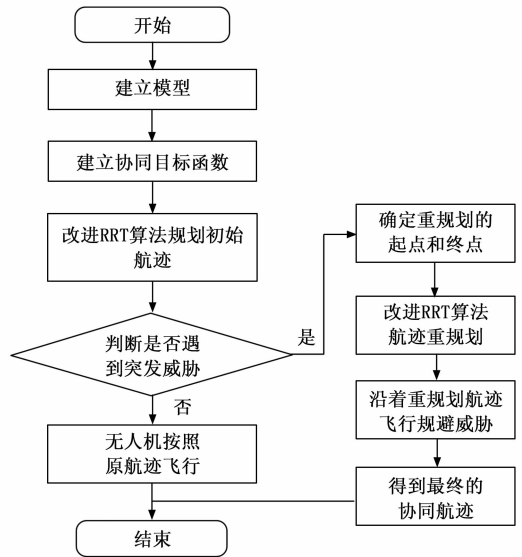 开始
建立模型
建立协同目标函数
改进RRT算法规划初始
航迹
判断是否遇
到突发威胁
是
否
无人机按照
原航迹飞行
结束
确定重规划的
起点和终点
改进RRT算法
航迹重规划
沿着重规划航迹
飞行规避威胁
得到最终的
协同航迹